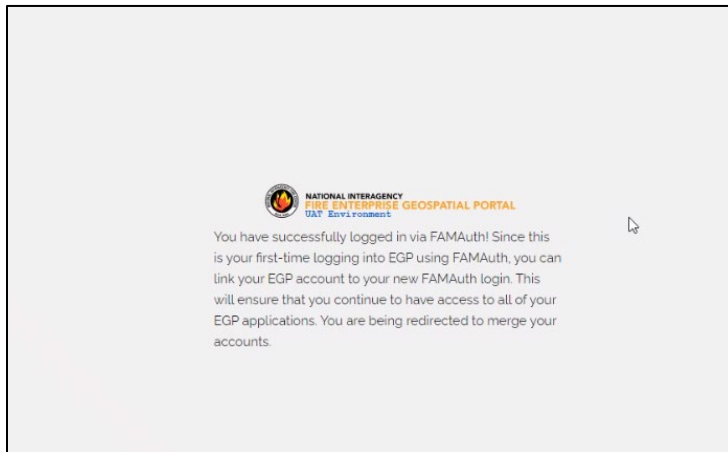 NATIONAL INTERAGENCY
FIRE ENTERPRISE GEOSPATIAL PORTAL
UAT Environment
You have successfully logged in via FAMAuth! Since this
is your first-time logging into EGP using FAMAuth, you can
link your EGP account to your new FAMAuth login. This
will ensure that you continue to have access to all of your
EGP applications. You are being redirected to merge your
accounts.